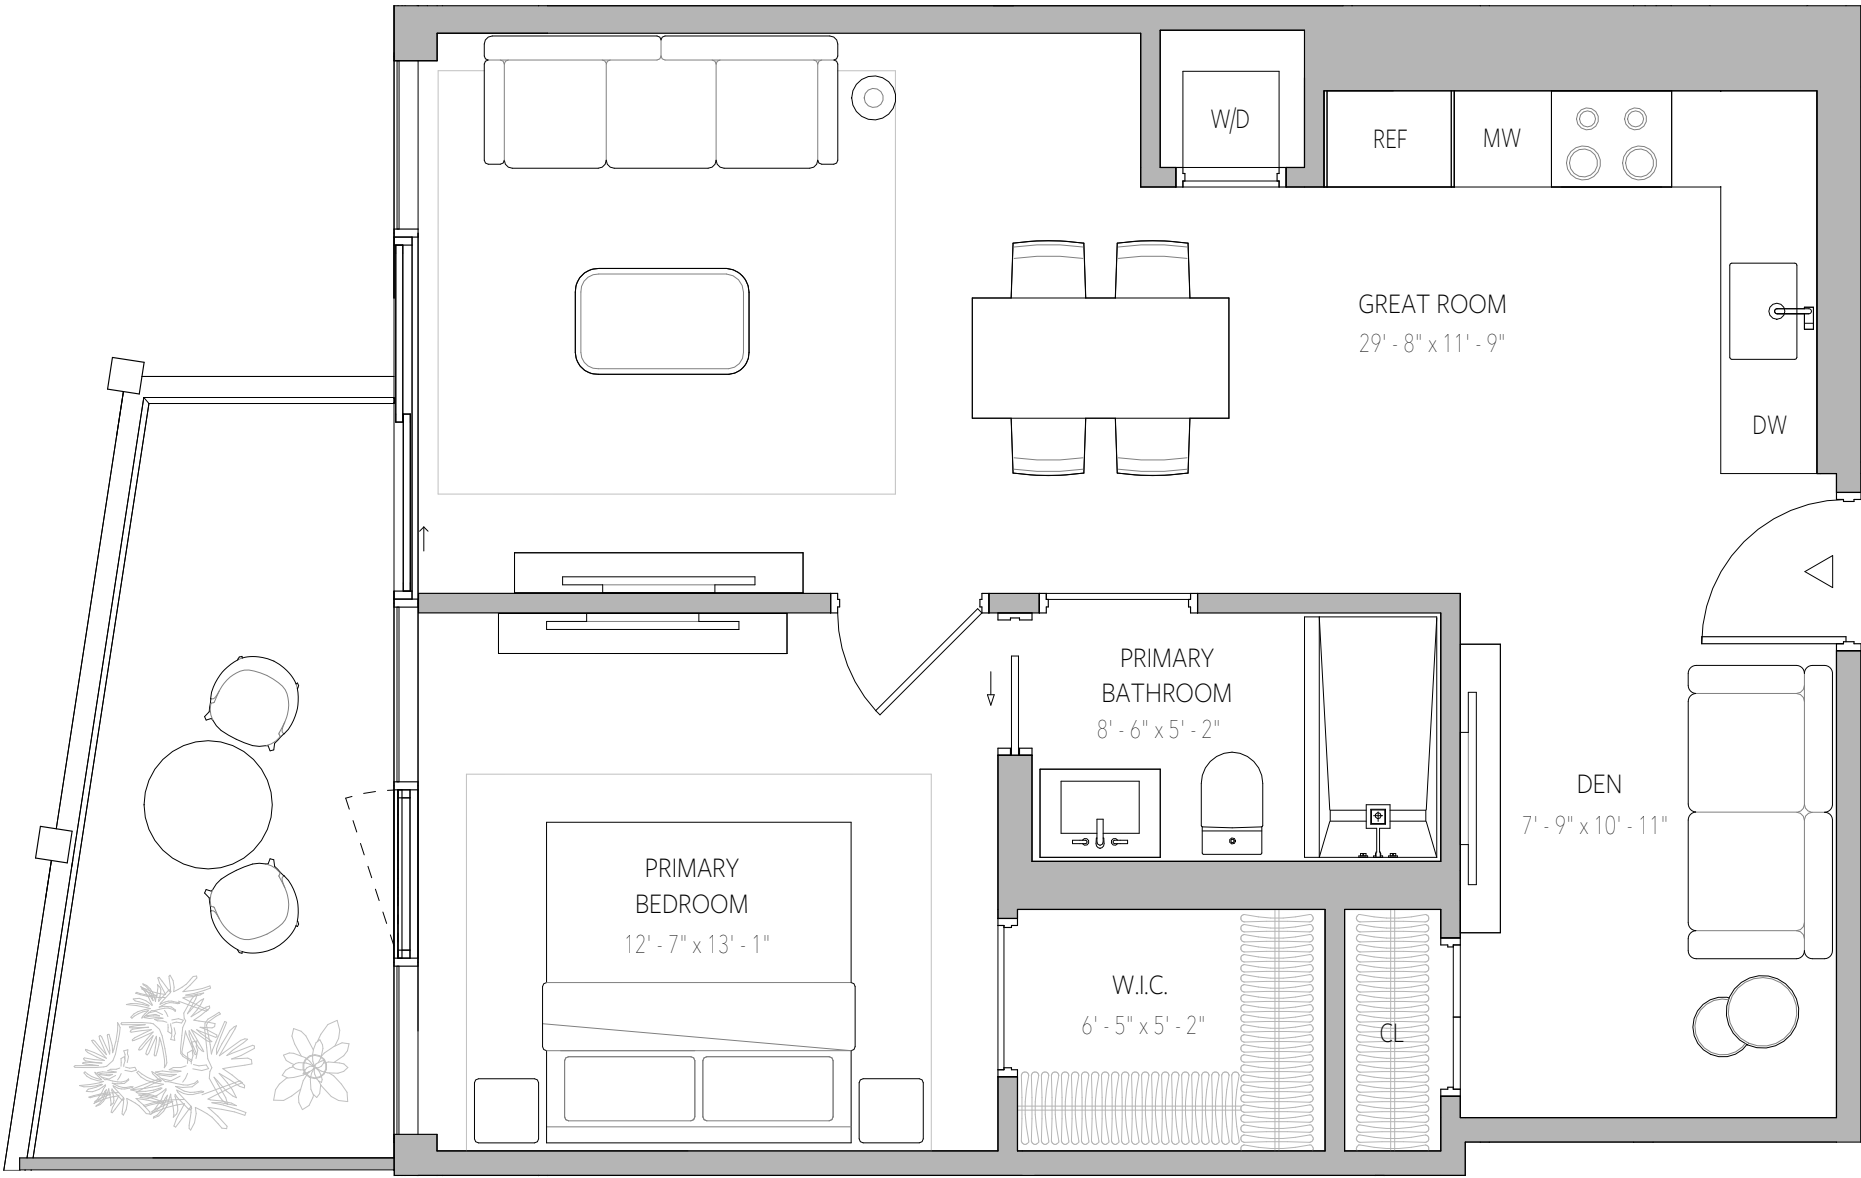 W/D
REF
MW
GREAT ROOM
29' - 8" x 11' - 9"
DW
PRIMARY
BATHROOM
8' - 6" x 5' - 2"
DEN
7' - 9" x 10' - 11"
PRIMARY
BEDROOM
12' - 7" x 13' - 1"
W.I.C.
6' - 5" x 5' - 2"
CL